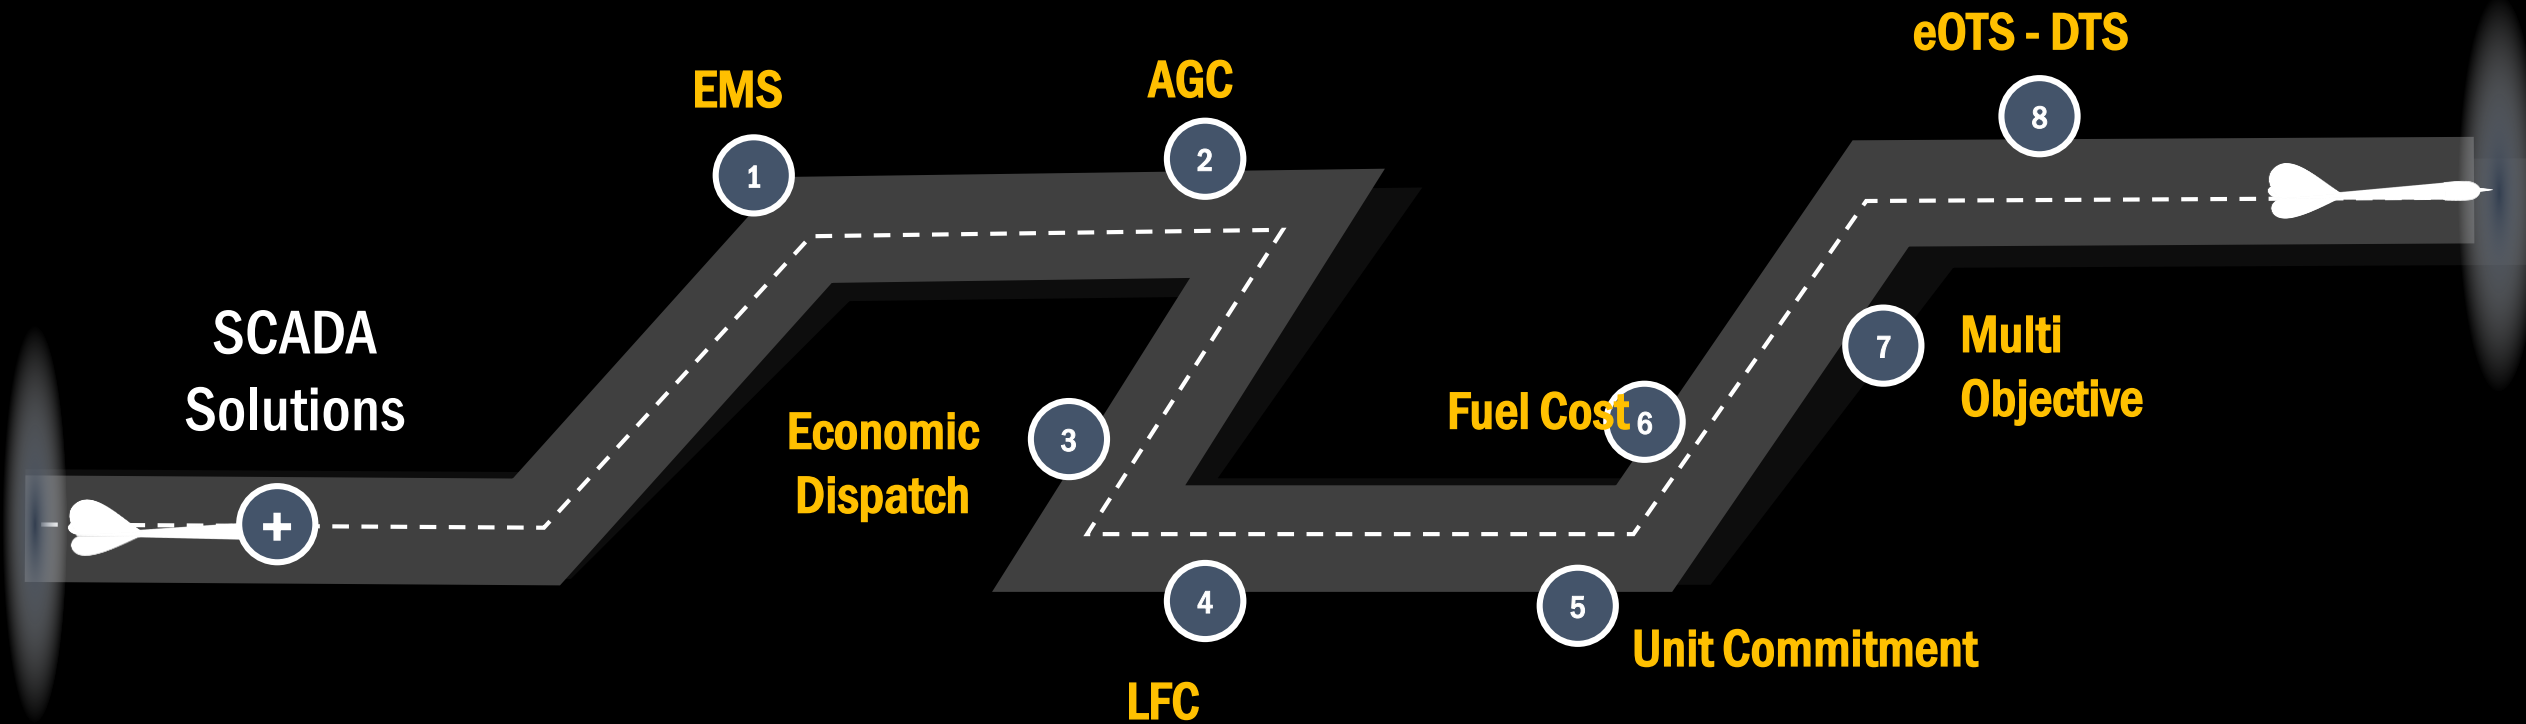 SCADA
Solutions
+
EMS
1
AGC
2
Economic
Dispatch
3
4
LFC
5
Unit Commitment
Fuel Cost
6
7
Multi
Objective
eOTS - DTS
8